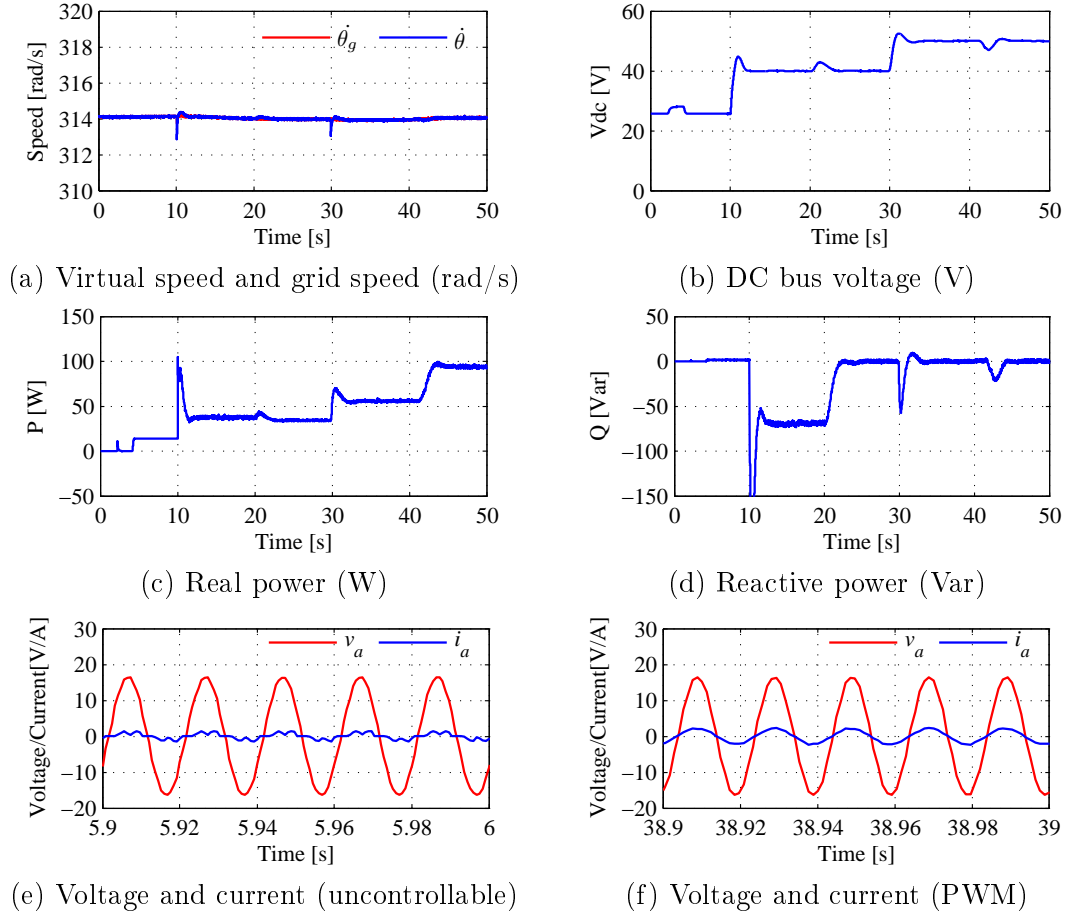 320
318
316
314
312
310
Speed [rad/s]
θ̇g θ̇
0 10 20 30 40 50
Time [s]
(a) Virtual speed and grid speed (rad/s)
60
40
20
0
Vdc [V]
0 10 20 30 40 50
Time [s]
(b) DC bus voltage (V)
150
100
50
0
−50
P [W]
0 10 20 30 40 50
Time [s]
(c) Real power (W)
50
0
−50
−100
−150
Q [Var]
0 10 20 30 40 50
Time [s]
(d) Reactive power (Var)
30
20
10
0
−10
−20
Voltage/Current[V/A]
va ia
5.9 5.92 5.94 5.96 5.98 6
Time [s]
(e) Voltage and current (uncontrollable)
30
20
10
0
−10
−20
Voltage/Current[V/A]
va ia
38.9 38.92 38.94 38.96 38.98 39
Time [s]
(f) Voltage and current (PWM)